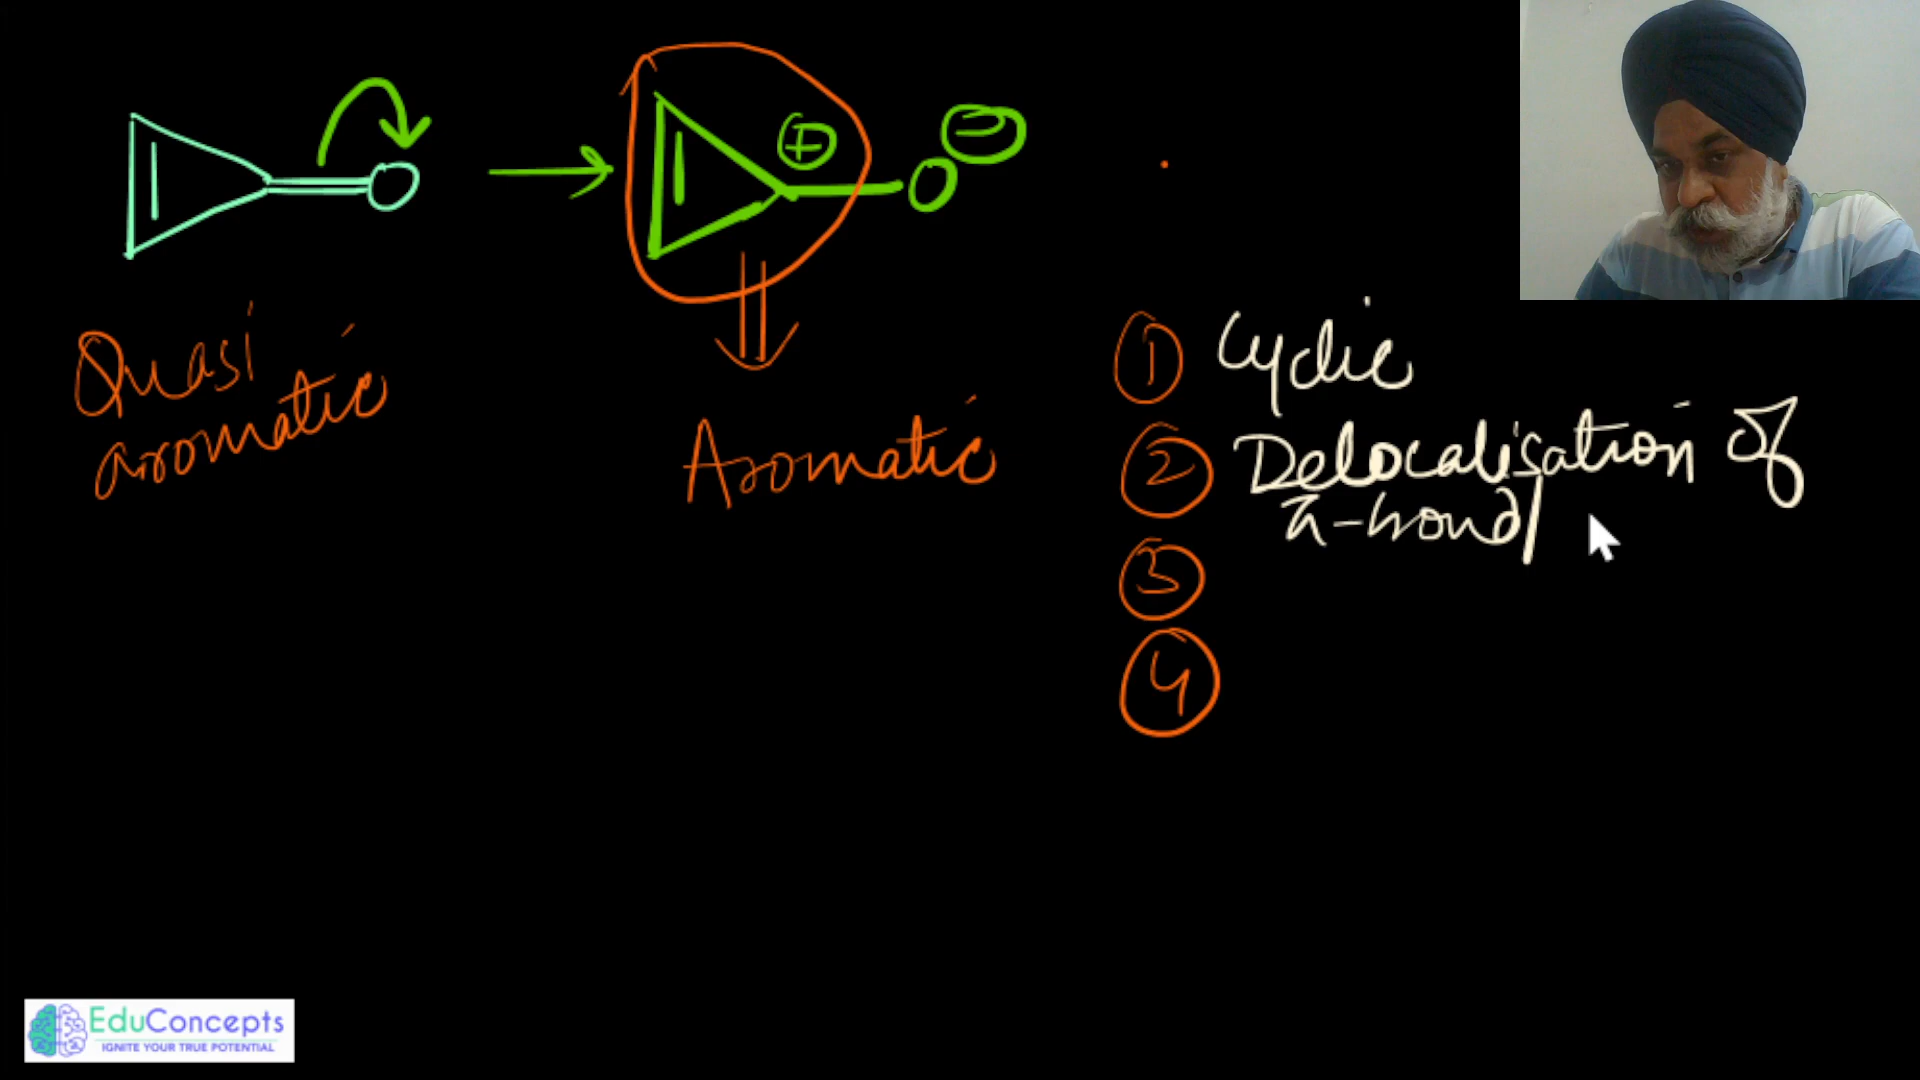 O
⊕
O
⊖
Quasi
aromatic
Aromatic
① Cyclic
② Delocalisation of
π-bond/
③
④
EduConcepts
IGNITE YOUR TRUE POTENTIAL